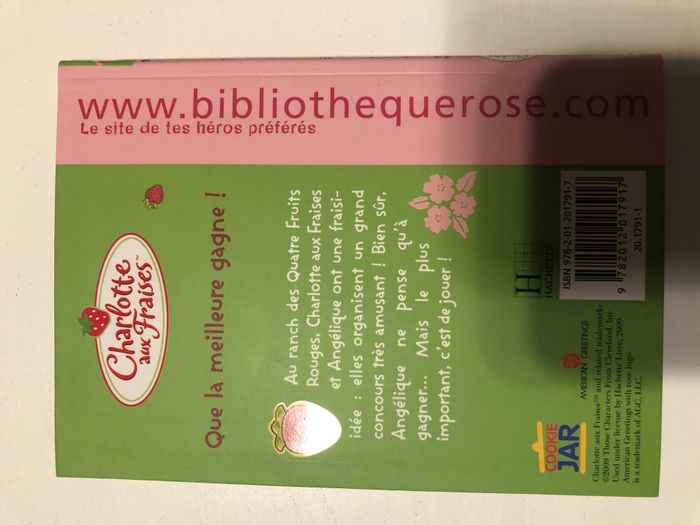 www.bibliothequerose.com
Le site de tes héros préférés
Charlotte
aux Fraises™
Que la meilleure gagne !
Au ranch des Quatre Fruits
Rouges, Charlotte aux Fraises
et Angélique ont une fraisi-
idée : elles organisent un grand
concours très amusant ! Bien sûr,
Angélique ne pense qu'à
gagner... Mais le plus
important, c'est de jouer !
COOKIE
JAR
AMERICAN GREETINGS
Charlotte aux Fraises™ and related trademarks
©2009 Those Characters From Cleveland, Inc.
Used under license by Hachette Livre, 2009.
American Greetings with rose logo
is a trademark of AGC, LLC.
H
HACHETTE
ISBN 978-2-01-201791-7
9 782012 017917
20.1791-1